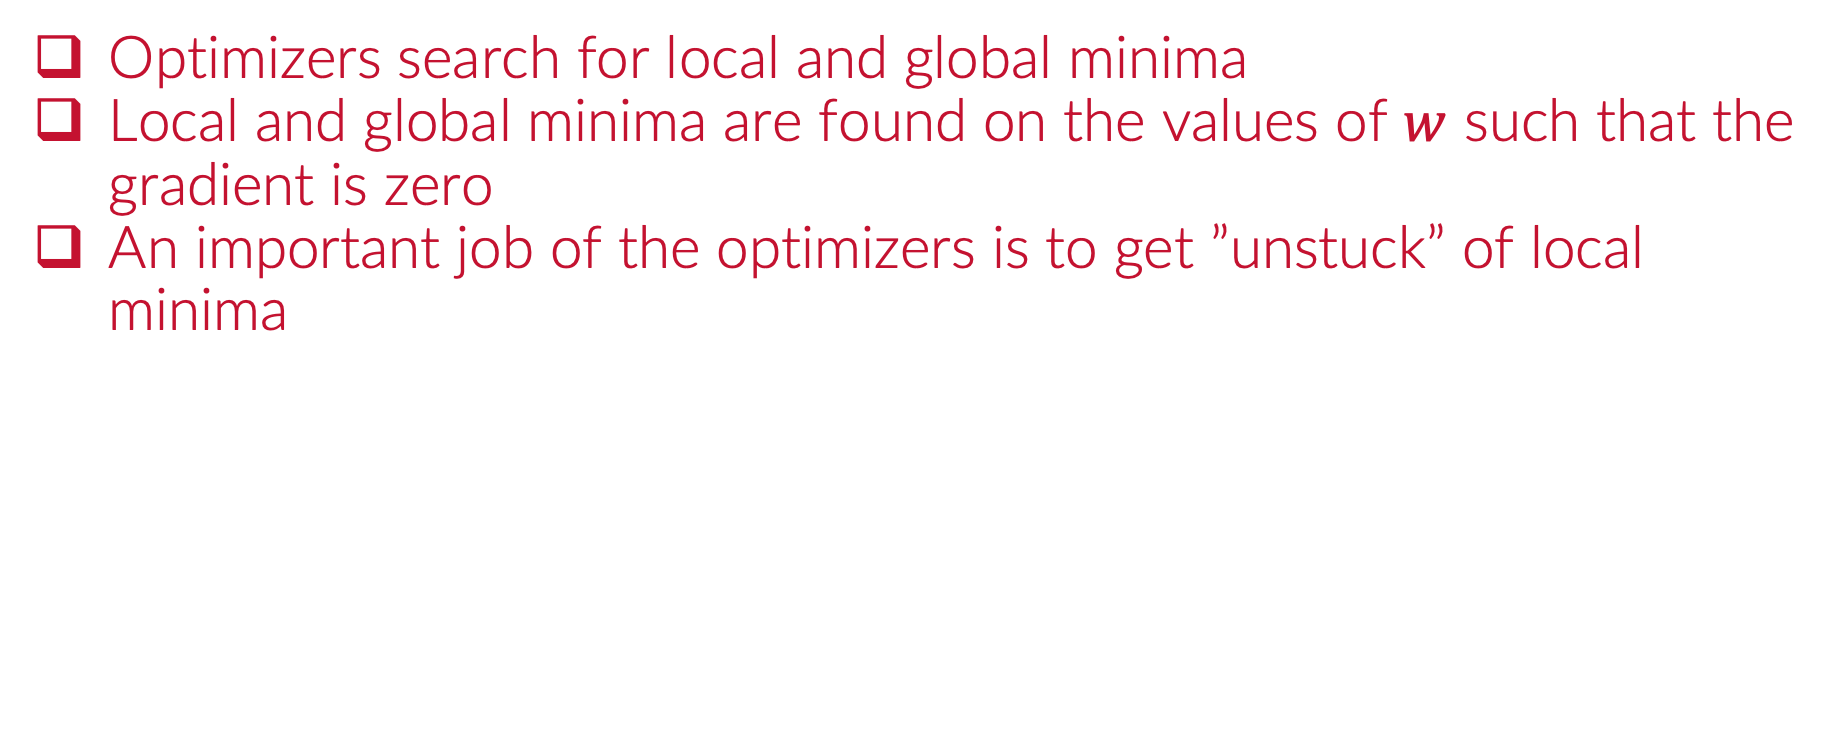 ❑ Optimizers search for local and global minima
❑ Local and global minima are found on the values of w such that the
gradient is zero
❑ An important job of the optimizers is to get ”unstuck” of local
minima